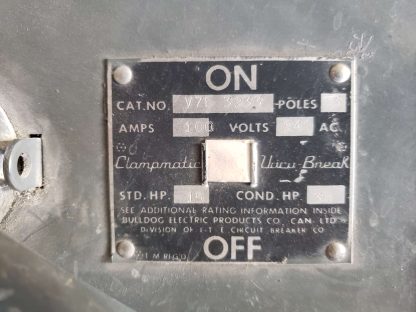 ON
CAT.NO. POLES
AMPS 100 VOLTS AC.
Clampmatic Vacu-Break
STD. HP. COND. HP.
SEE ADDITIONAL RATING INFORMATION INSIDE
BULLDOG ELECTRIC PRODUCTS CO. CAN. LTD
DIVISION OF I-T-E CIRCUIT BREAKER CO
OFF